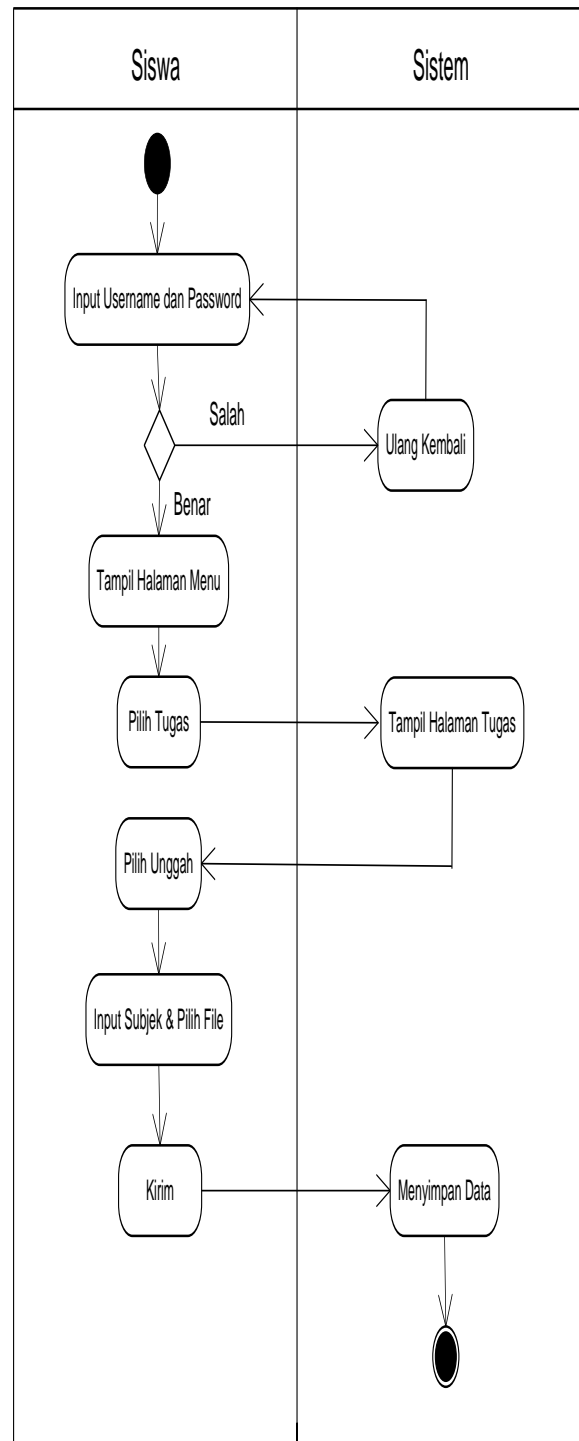 Siswa
Sistem
Input Username dan Password
Salah
Ulang Kembali
Benar
Tampil Halaman Menu
Pilih Tugas
Tampil Halaman Tugas
Pilih Unggah
Input Subjek & Pilih File
Kirim
Menyimpan Data